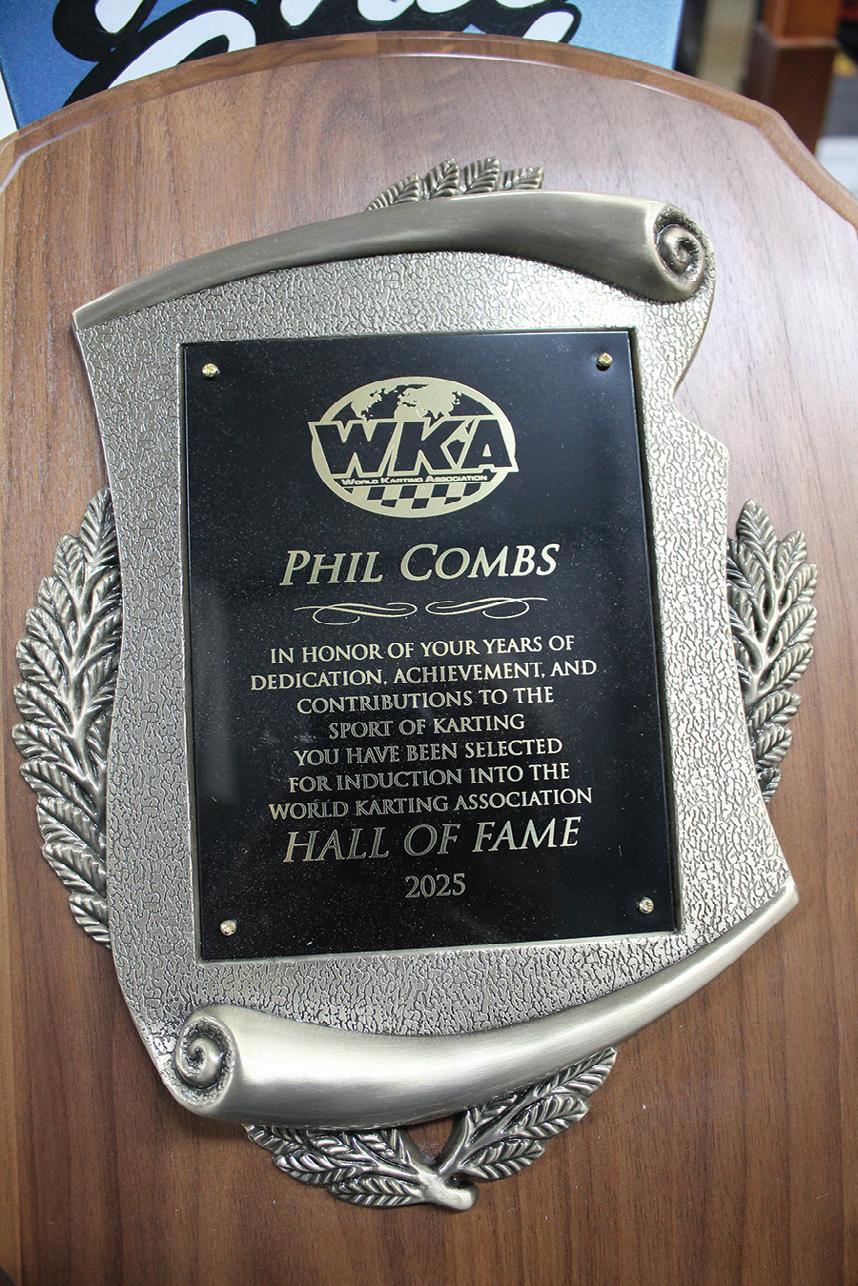 WKA
WORLD KARTING ASSOCIATION
PHIL COMBS
IN HONOR OF YOUR YEARS OF
DEDICATION, ACHIEVEMENT, AND
CONTRIBUTIONS TO THE
SPORT OF KARTING
YOU HAVE BEEN SELECTED
FOR INDUCTION INTO THE
WORLD KARTING ASSOCIATION
HALL OF FAME
2025